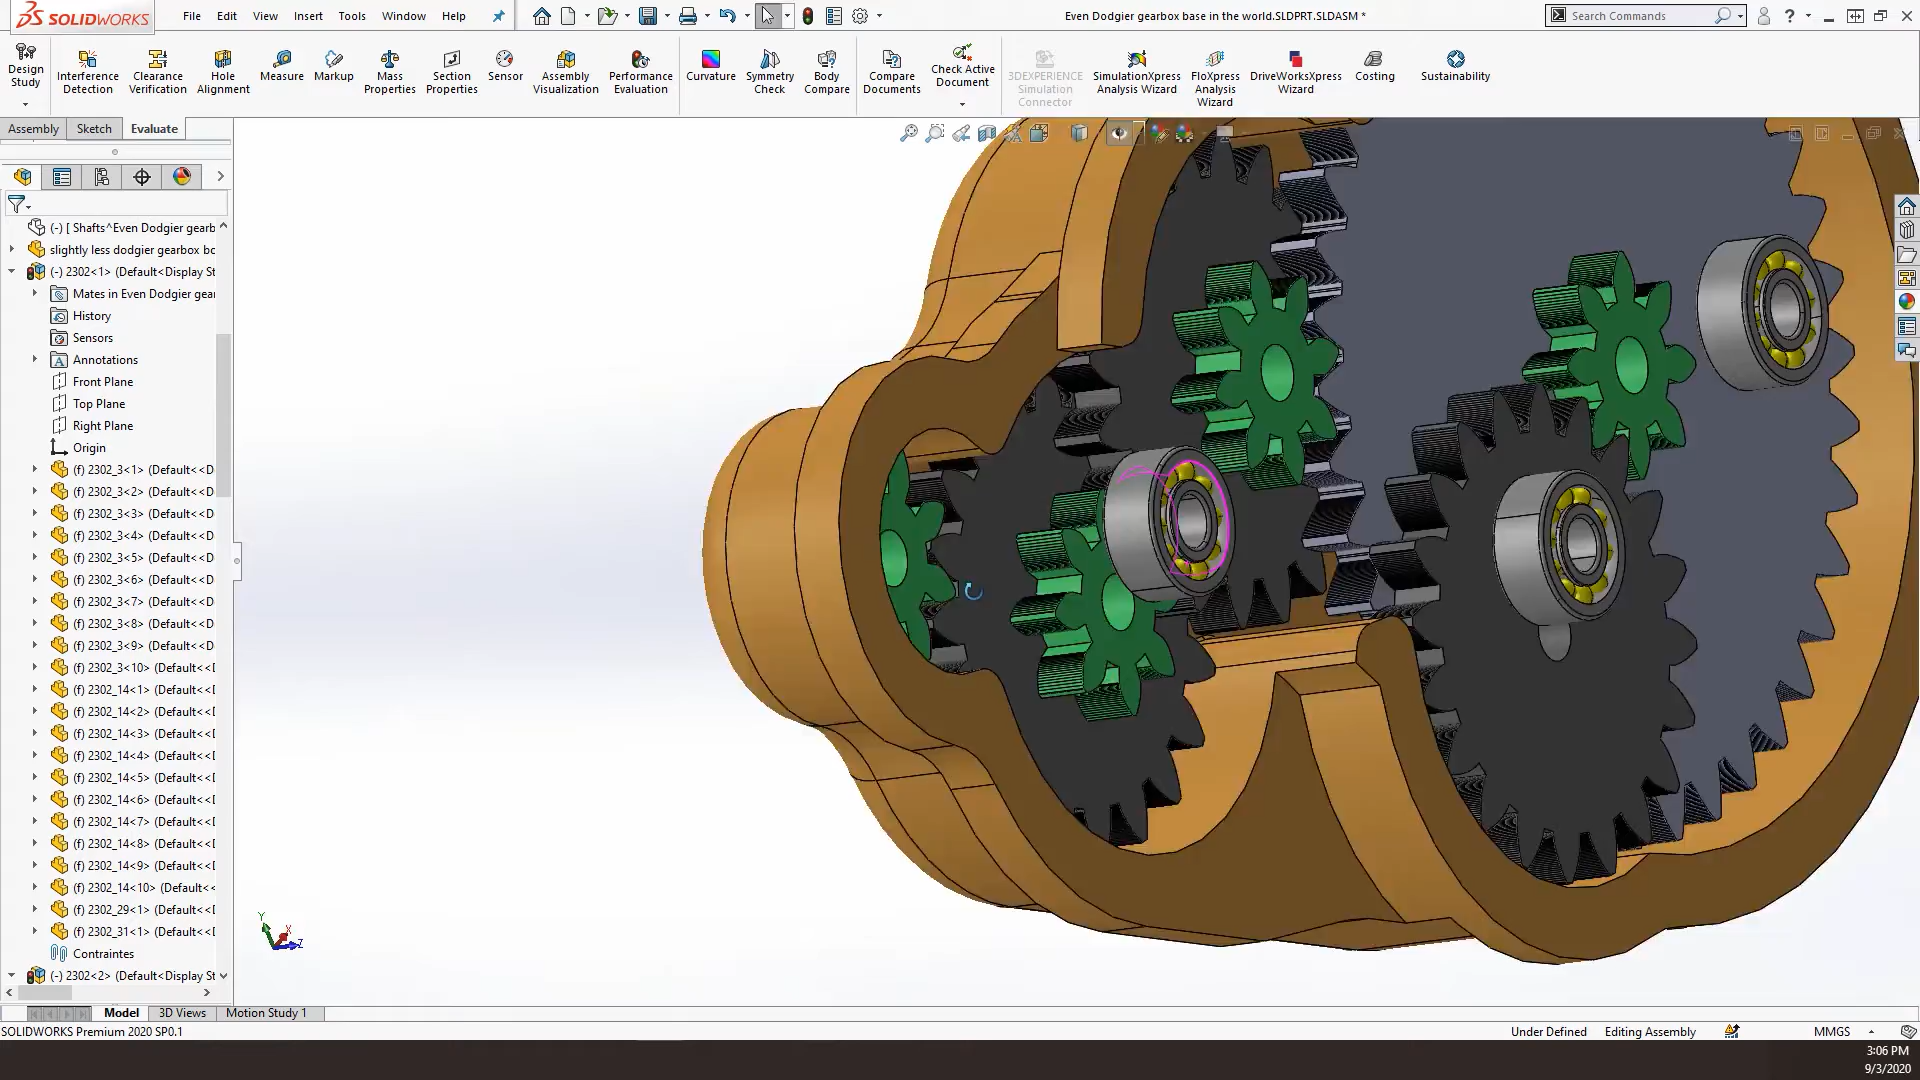 SOLIDWORKS
File Edit View Insert Tools Window Help
Even Dodgier gearbox base in the world.SLDPRT.SLDASM *
Search Commands
?
Design Study
Interference Detection
Clearance Verification
Hole Alignment
Measure
Markup
Mass Properties
Section Properties
Sensor
Assembly Visualization
Performance Evaluation
Curvature
Symmetry Check
Body Compare
Compare Documents
Check Active Document
3DEXPERIENCE Simulation Connector
SimulationXpress Analysis Wizard
FloXpress Analysis Wizard
DriveWorksXpress Wizard
Costing
Sustainability
Assembly Sketch Evaluate
(-) [ Shafts^Even Dodgier gearb
slightly less dodgier gearbox bc
(-) 2302<1> (Default<Display St
Mates in Even Dodgier gear
History
Sensors
Annotations
Front Plane
Top Plane
Right Plane
Origin
(f) 2302_3<1> (Default<<D
(f) 2302_3<2> (Default<<D
(f) 2302_3<3> (Default<<D
(f) 2302_3<4> (Default<<D
(f) 2302_3<5> (Default<<D
(f) 2302_3<6> (Default<<D
(f) 2302_3<7> (Default<<D
(f) 2302_3<8> (Default<<D
(f) 2302_3<9> (Default<<D
(f) 2302_3<10> (Default<<D
(f) 2302_14<1> (Default<<D
(f) 2302_14<2> (Default<<D
(f) 2302_14<3> (Default<<D
(f) 2302_14<4> (Default<<D
(f) 2302_14<5> (Default<<D
(f) 2302_14<6> (Default<<D
(f) 2302_14<7> (Default<<D
(f) 2302_14<8> (Default<<D
(f) 2302_14<9> (Default<<D
(f) 2302_14<10> (Default<<
(f) 2302_29<1> (Default<<D
(f) 2302_31<1> (Default<<D
Contraintes
(-) 2302<2> (Default<Display St
Y X Z
Model 3D Views Motion Study 1
SOLIDWORKS Premium 2020 SP0.1
Under Defined Editing Assembly MMGS
3:06 PM
9/3/2020